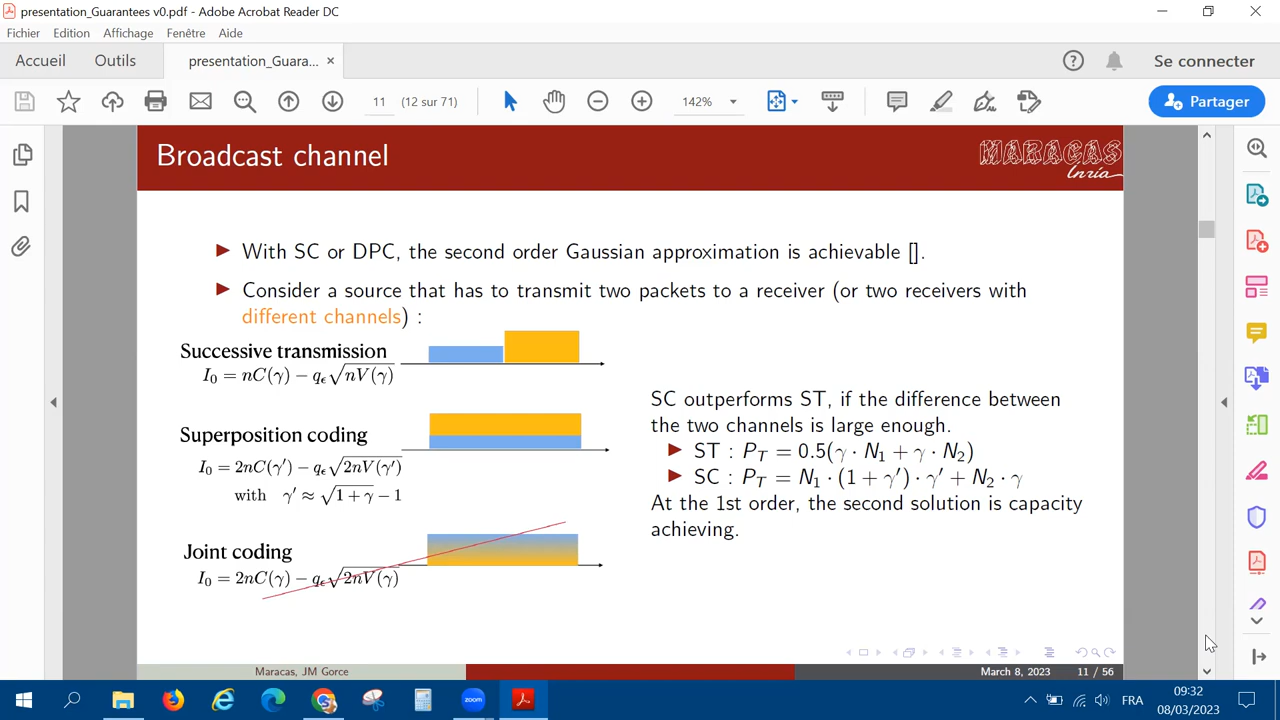 presentation_Guarantees v0.pdf - Adobe Acrobat Reader DC
Fichier Edition Affichage Fenêtre Aide
Accueil Outils presentation_Guara... × Se connecter
11 (12 sur 71) 142% Partager
Broadcast channel
MARACAS
Inria
▶ With SC or DPC, the second order Gaussian approximation is achievable [].
▶ Consider a source that has to transmit two packets to a receiver (or two receivers with
different channels) :
Successive transmission
I₀ = nC(γ) − q_ϵ√nV(γ)
Superposition coding
I₀ = 2nC(γ′) − q_ϵ√2nV(γ′)
with γ′ ≈ √1 + γ − 1
Joint coding
I₀ = 2nC(γ) − q_ϵ√2nV(γ)
SC outperforms ST, if the difference between
the two channels is large enough.
▶ ST : P_T = 0.5(γ · N₁ + γ · N₂)
▶ SC : P_T = N₁ · (1 + γ′) · γ′ + N₂ · γ
At the 1st order, the second solution is capacity
achieving.
Maracas, JM Gorce March 8, 2023 11 / 56
zoom
FRA
09:32
08/03/2023